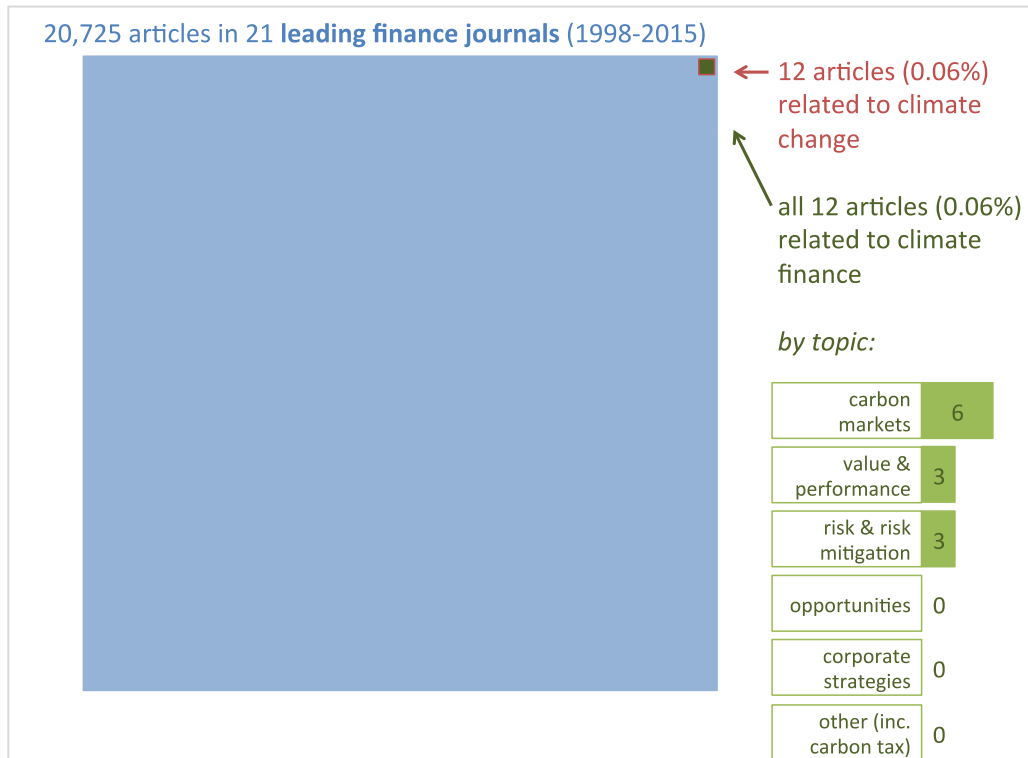 20,725 articles in 21 leading finance journals (1998-2015)
12 articles (0.06%)
related to climate
change
all 12 articles (0.06%)
related to climate
finance
by topic:
carbon
markets
6
value &
performance
3
risk & risk
mitigation
3
opportunities
0
corporate
strategies
0
other (inc.
carbon tax)
0